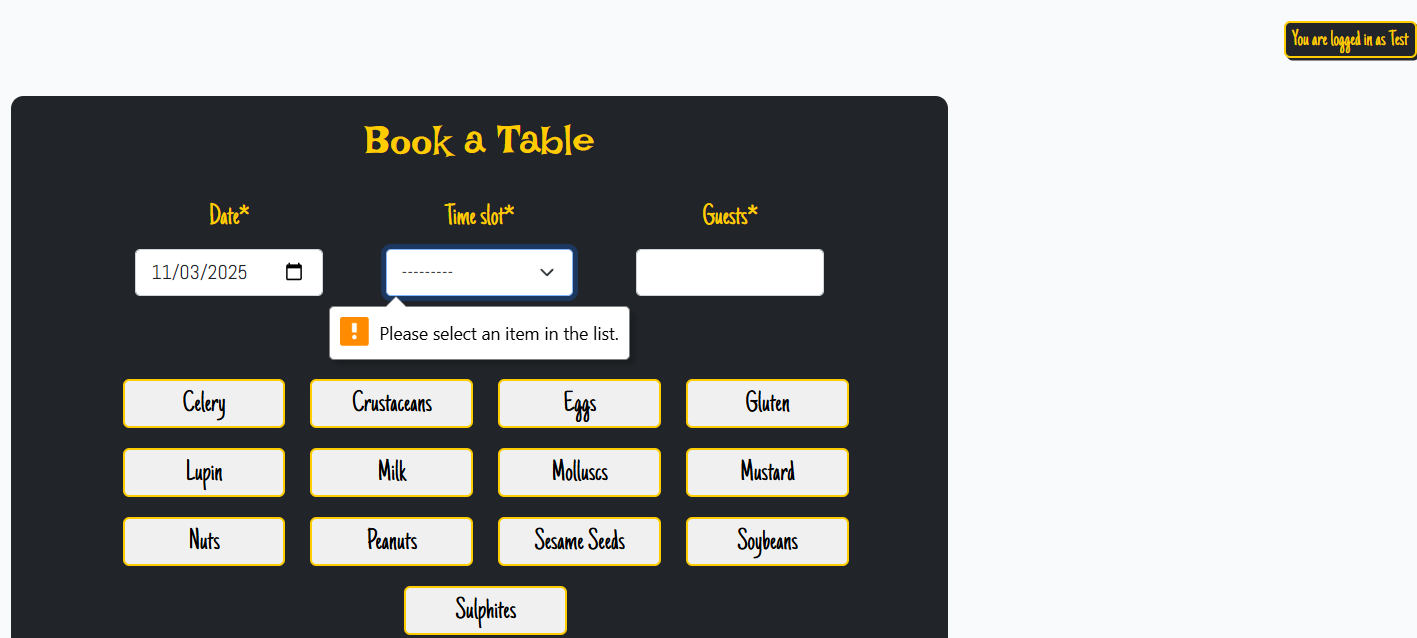 You are logged in as Test
Book a Table
Date* Time slot* Guests*
11/03/2025 ---------
Please select an item in the list.
Celery Crustaceans Eggs Gluten
Lupin Milk Molluscs Mustard
Nuts Peanuts Sesame Seeds Soybeans
Sulphites